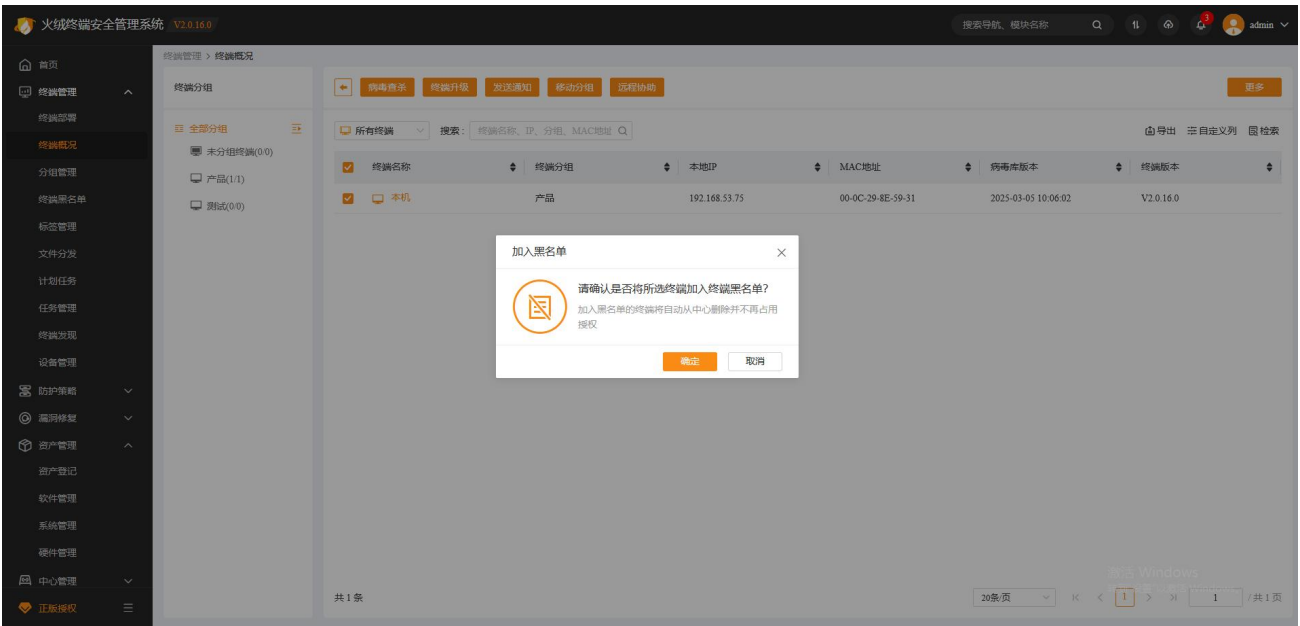 火绒终端安全管理系统 V2.0.16.0
搜索导航、模块名称
3
admin
首页
终端管理
终端部署
终端概况
分组管理
终端黑名单
标签管理
文件分发
计划任务
任务管理
终端发现
设备管理
防护策略
漏洞修复
资产管理
资产登记
软件管理
系统管理
硬件管理
中心管理
正版授权
终端管理 > 终端概况
终端分组
全部分组
未分组终端(0/0)
产品(1/1)
测试(0/0)
病毒查杀 终端升级 发送通知 移动分组 远程协助 更多
所有终端 搜索: 终端名称、IP、分组、MAC地址 导出 自定义列 检索
终端名称 终端分组 本地IP MAC地址 病毒库版本 终端版本
本机 产品 192.168.53.75 00-0C-29-8E-59-31 2025-03-05 10:06:02 V2.0.16.0
加入黑名单
请确认是否将所选终端加入终端黑名单?
加入黑名单的终端将自动从中心删除并不再占用
授权
确定 取消
激活 Windows
共 1 条 20条/页 1 1 / 共 1 页